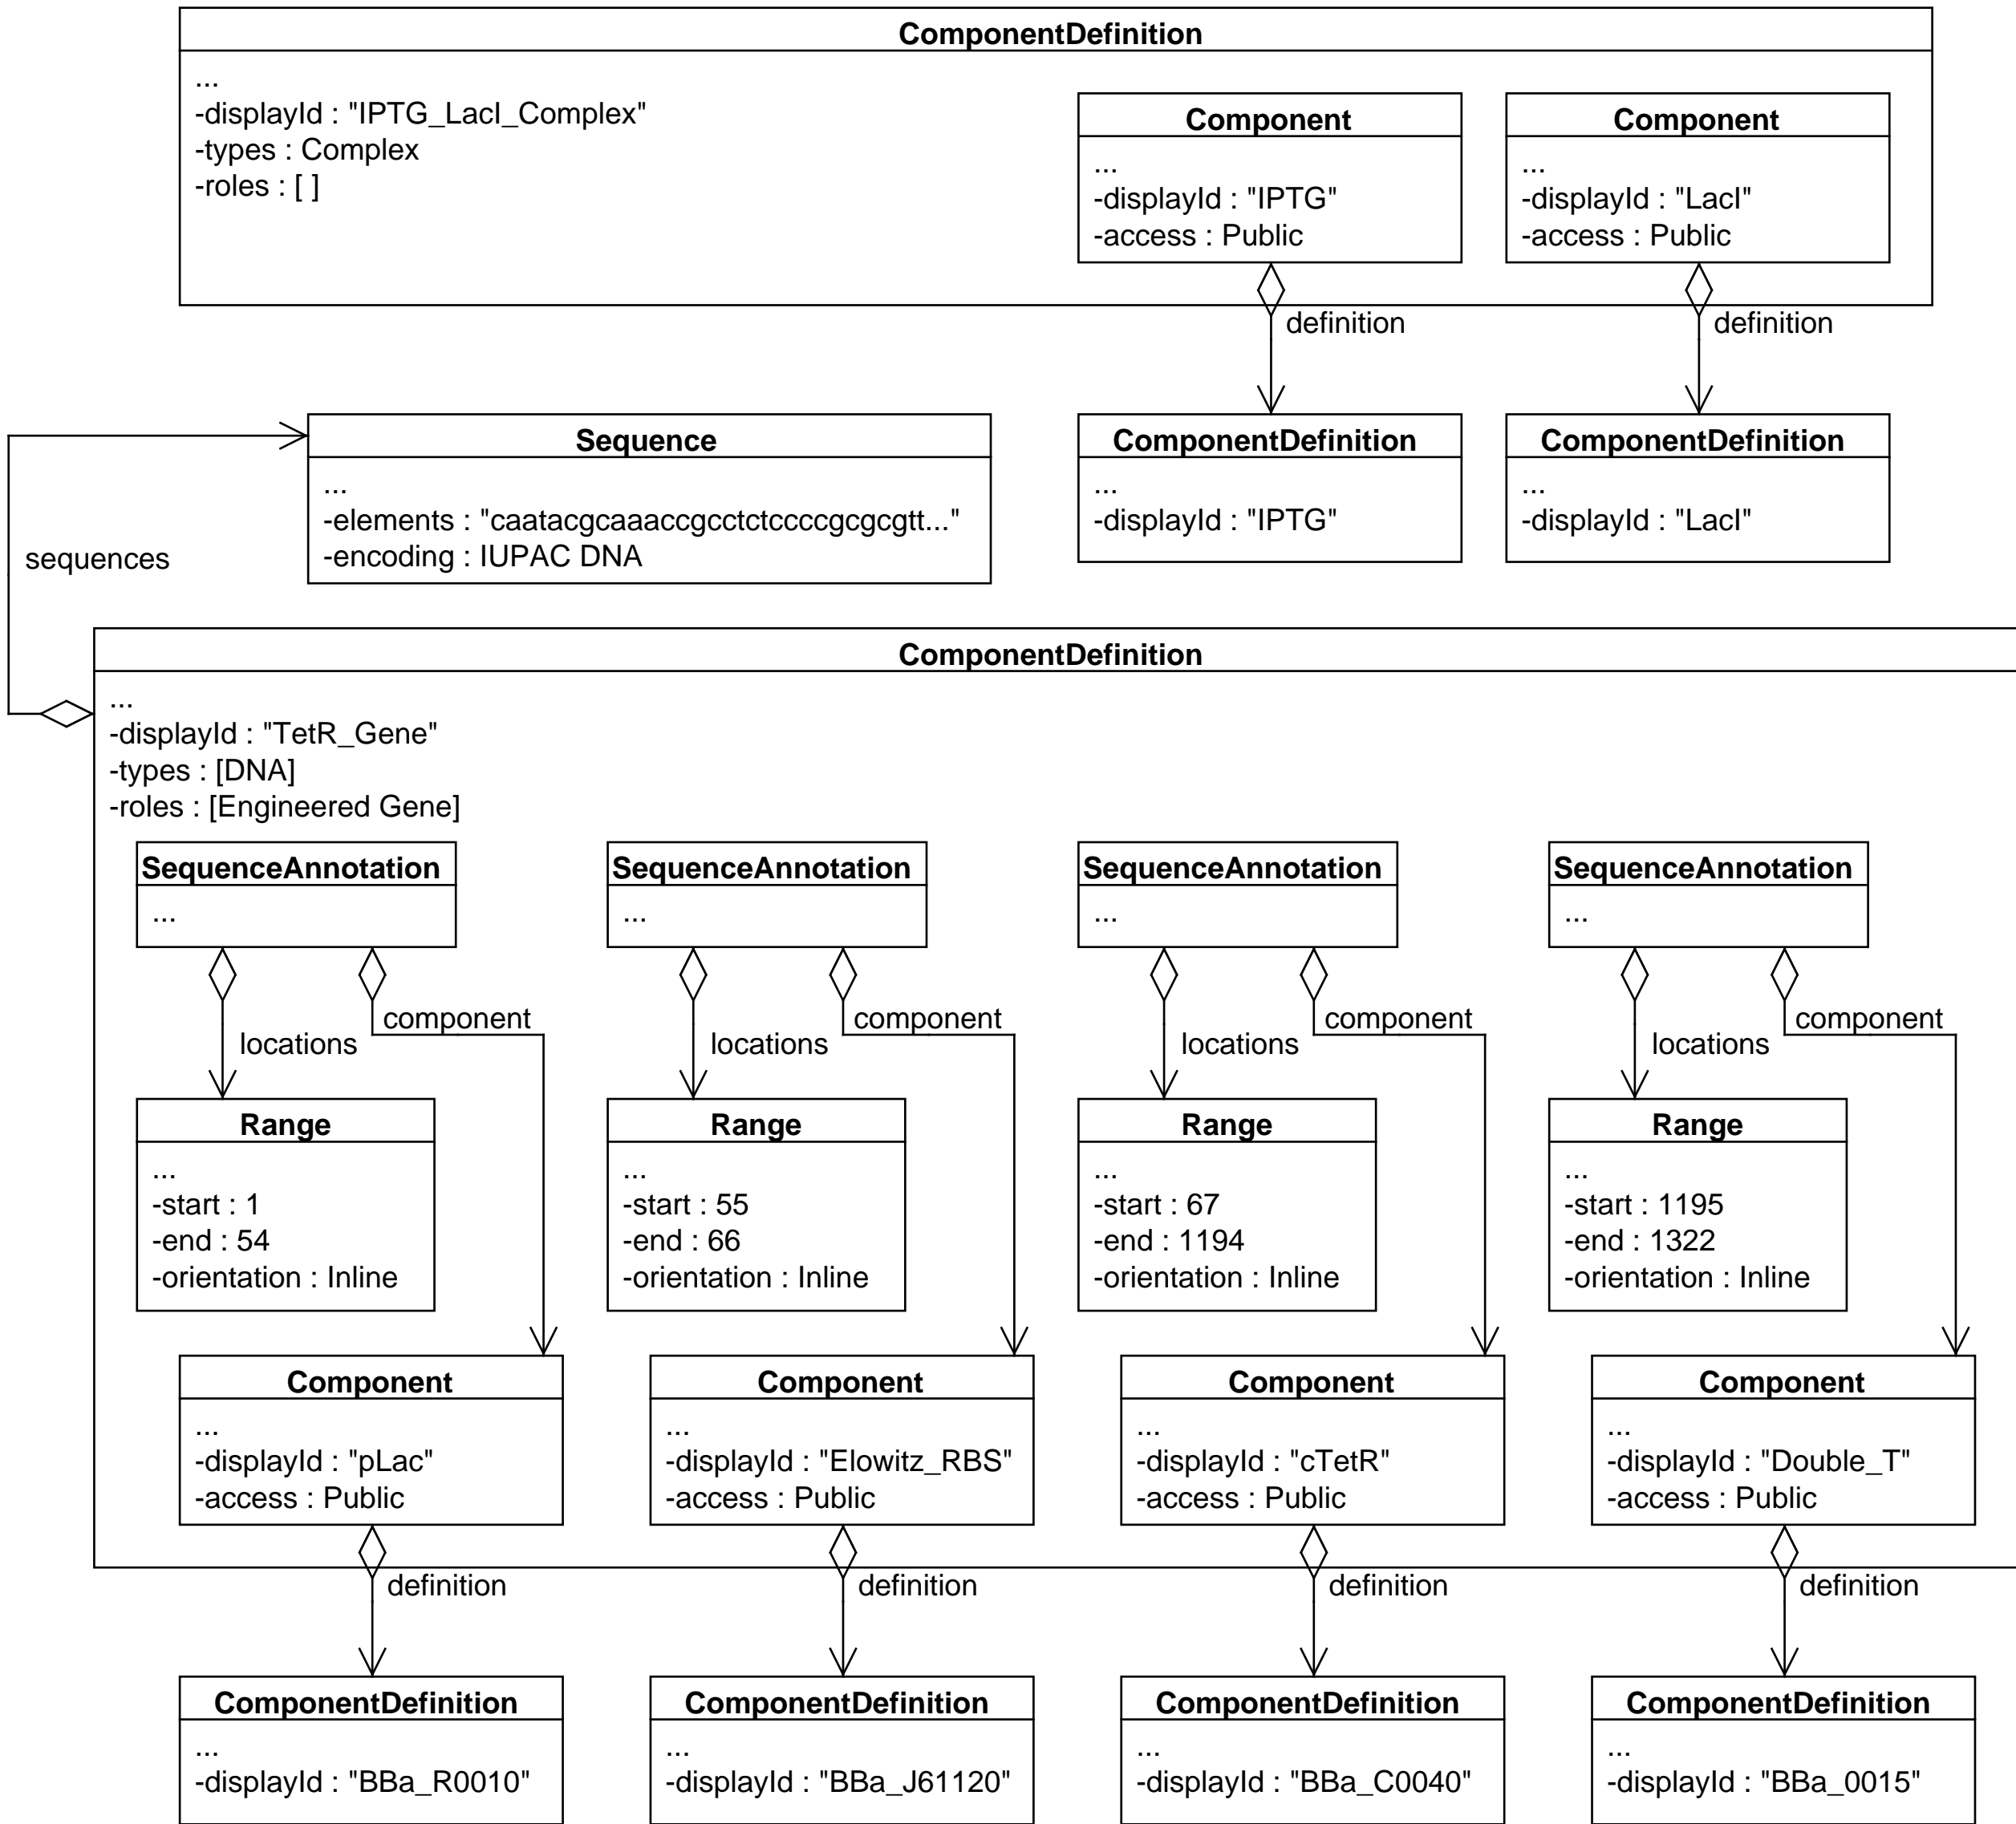 ComponentDefinition
...
-displayId : "IPTG_LacI_Complex"
-types : Complex
-roles : [ ]
Component
...
-displayId : "IPTG"
-access : Public
Component
...
-displayId : "LacI"
-access : Public
definition
definition
Sequence
...
-elements : "caatacgcaaaccgcctctccccgcgcgtt..."
-encoding : IUPAC DNA
ComponentDefinition
...
-displayId : "IPTG"
ComponentDefinition
...
-displayId : "LacI"
sequences
ComponentDefinition
...
-displayId : "TetR_Gene"
-types : [DNA]
-roles : [Engineered Gene]
SequenceAnnotation
...
SequenceAnnotation
...
SequenceAnnotation
...
SequenceAnnotation
...
component
locations
component
locations
component
locations
component
locations
Range
...
-start : 1
-end : 54
-orientation : Inline
Range
...
-start : 55
-end : 66
-orientation : Inline
Range
...
-start : 67
-end : 1194
-orientation : Inline
Range
...
-start : 1195
-end : 1322
-orientation : Inline
Component
...
-displayId : "pLac"
-access : Public
Component
...
-displayId : "Elowitz_RBS"
-access : Public
Component
...
-displayId : "cTetR"
-access : Public
Component
...
-displayId : "Double_T"
-access : Public
definition
definition
definition
definition
ComponentDefinition
...
-displayId : "BBa_R0010"
ComponentDefinition
...
-displayId : "BBa_J61120"
ComponentDefinition
...
-displayId : "BBa_C0040"
ComponentDefinition
...
-displayId : "BBa_0015"